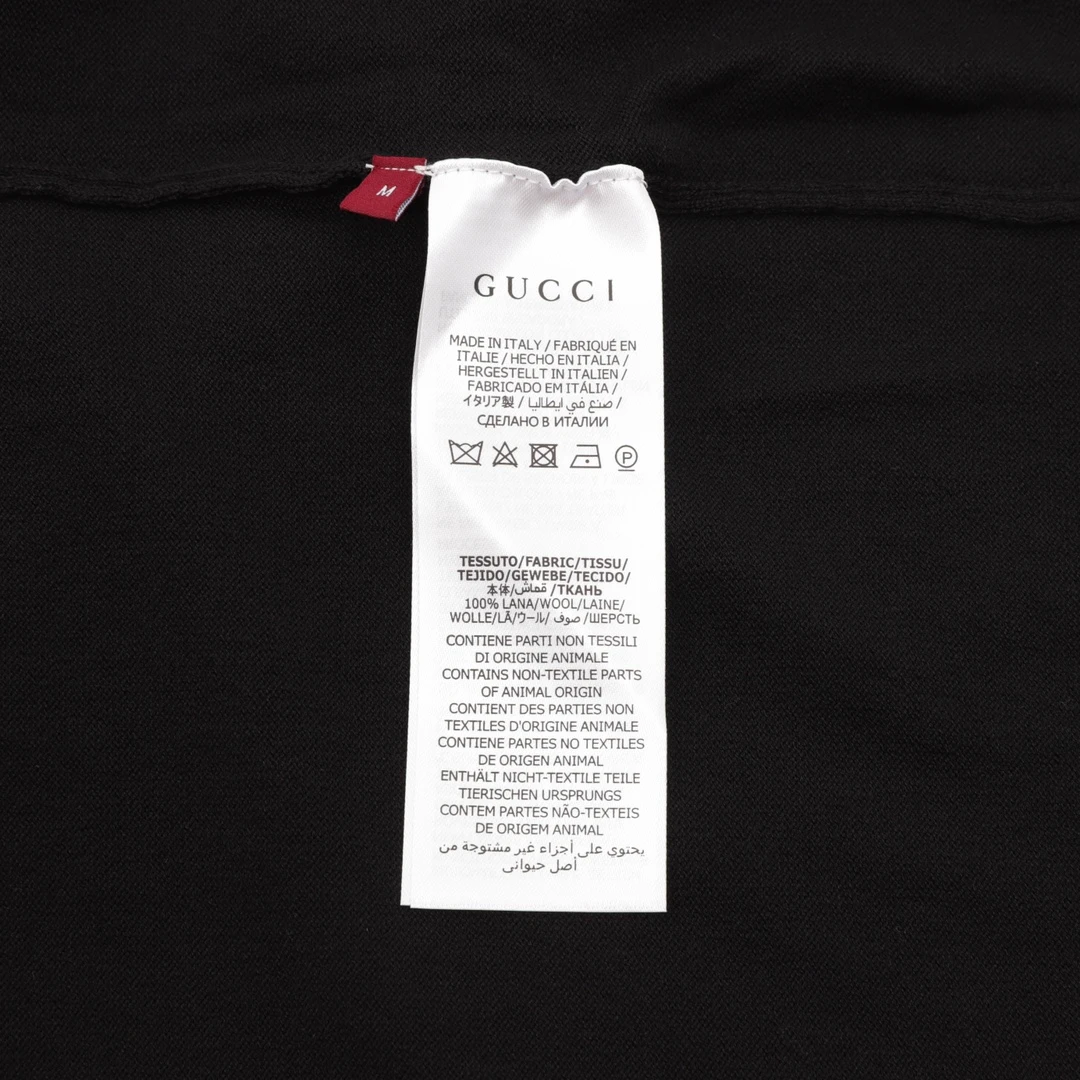 M
GUCCI
MADE IN ITALY / FABRIQUÉ EN
ITALIE / HECHO EN ITALIA /
HERGESTELLT IN ITALIEN /
FABRICADO EM ITÁLIA /
イタリア製 / صنع في ايطاليا /
СДЕЛАНО В ИТАЛИИ
P
TESSUTO/FABRIC/TISSU/
TEJIDO/GEWEBE/TECIDO/
本体/قماش /ТКАНЬ
100% LANA/WOOL/LAINE/
WOLLE/LÃ/ウール/ صوف /ШЕРСТЬ
CONTIENE PARTI NON TESSILI
DI ORIGINE ANIMALE
CONTAINS NON-TEXTILE PARTS
OF ANIMAL ORIGIN
CONTIENT DES PARTIES NON
TEXTILES D'ORIGINE ANIMALE
CONTIENE PARTES NO TEXTILES
DE ORIGEN ANIMAL
ENTHÄLT NICHT-TEXTILE TEILE
TIERISCHEN URSPRUNGS
CONTEM PARTES NÃO-TEXTEIS
DE ORIGEM ANIMAL
يحتوي على أجزاء غير مشتوجة من
أصل حيوانى